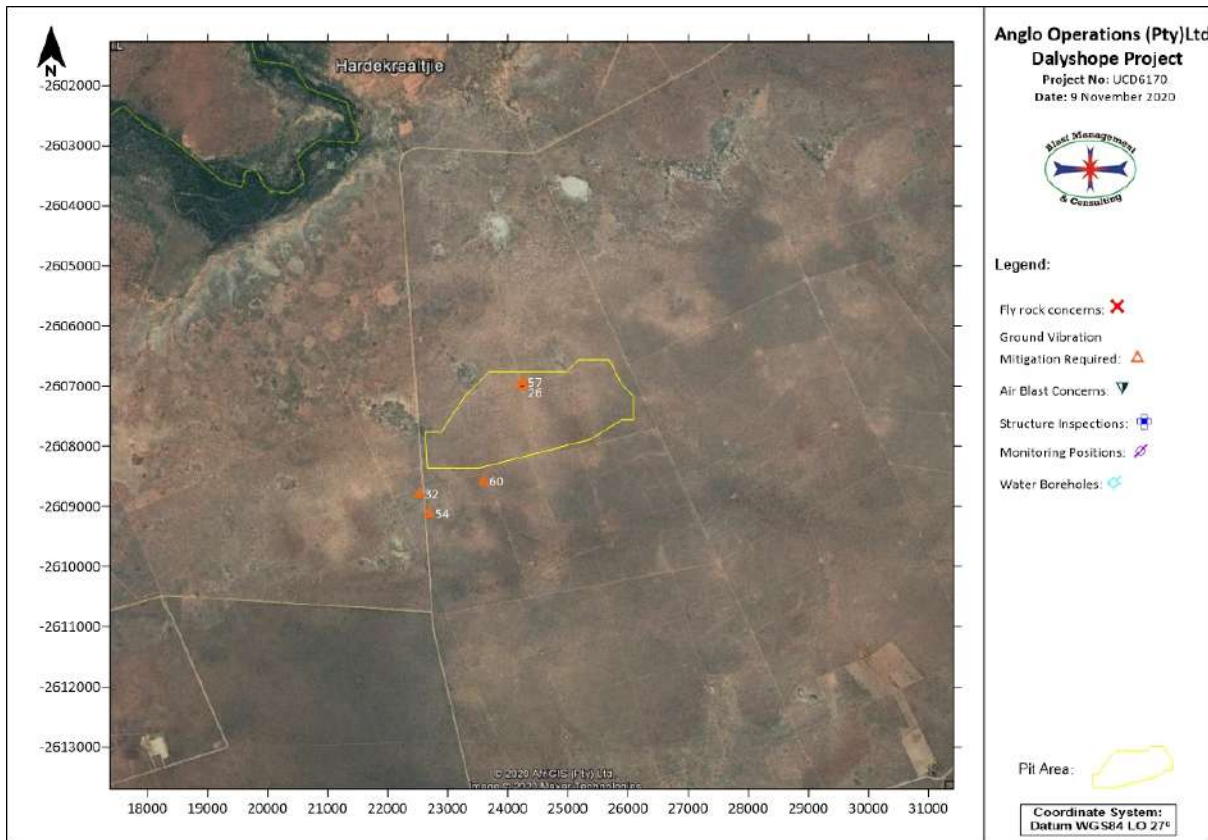 Anglo Operations (Pty)Ltd
Dalyshope Project
Project No: UCD6170
Date: 9 November 2020
Blast Management
& Consulting
Legend:
Fly rock concerns:
Ground Vibration
Mitigation Required:
Air Blast Concerns:
Structure Inspections:
Monitoring Positions:
Water Boreholes:
Pit Area:
Coordinate System:
Datum WGS84 LO 27°
N
Hardekraaltjie
-2602000
-2603000
-2604000
-2605000
-2606000
-2607000
-2608000
-2609000
-2610000
-2611000
-2612000
-2613000
57
26
60
32
54
© 2020 AfriGIS (Pty) Ltd.
Image © 2020 Maxar Technologies
18000 19000 20000 21000 22000 23000 24000 25000 26000 27000 28000 29000 30000 31000